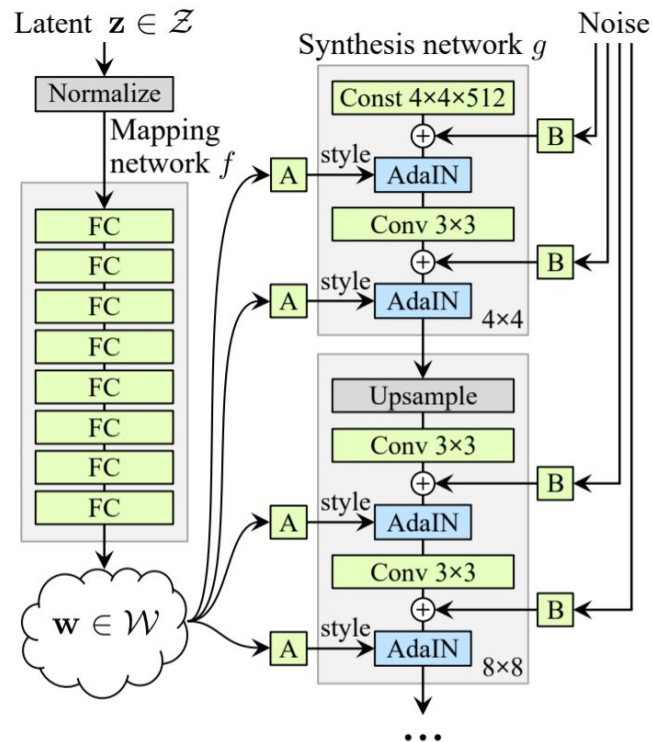 Latent z ∈ Z
Normalize
Mapping
network f
FC
FC
FC
FC
FC
FC
FC
FC
w ∈ W
Synthesis network g
Noise
Const 4×4×512
B
A
style
AdaIN
Conv 3×3
B
A
style
AdaIN
4×4
Upsample
Conv 3×3
B
A
style
AdaIN
Conv 3×3
B
A
style
AdaIN
8×8
...